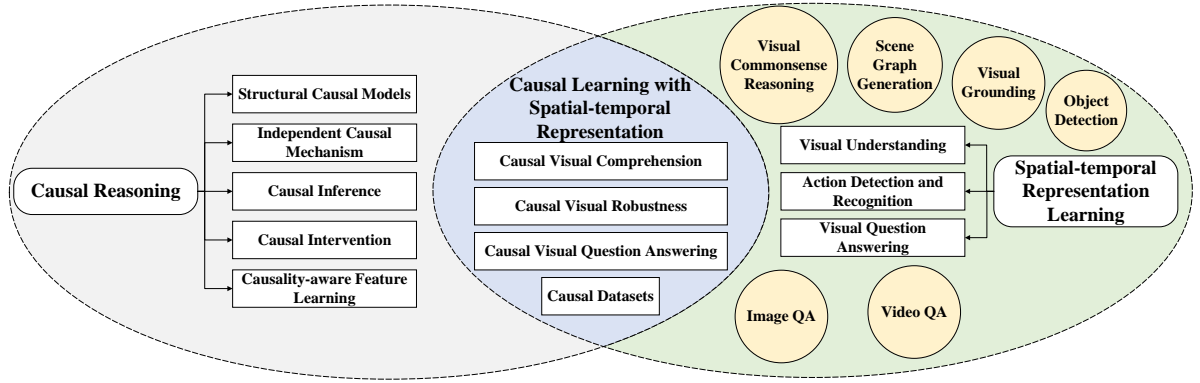 Causal Reasoning
Structural Causal Models
Independent Causal
Mechanism
Causal Inference
Causal Intervention
Causality-aware Feature
Learning
Causal Learning with
Spatial-temporal
Representation
Causal Visual Comprehension
Causal Visual Robustness
Causal Visual Question Answering
Causal Datasets
Visual
Commonsense
Reasoning
Scene
Graph
Generation
Visual
Grounding
Object
Detection
Visual Understanding
Action Detection and
Recognition
Visual Question
Answering
Spatial-temporal
Representation
Learning
Image QA
Video QA